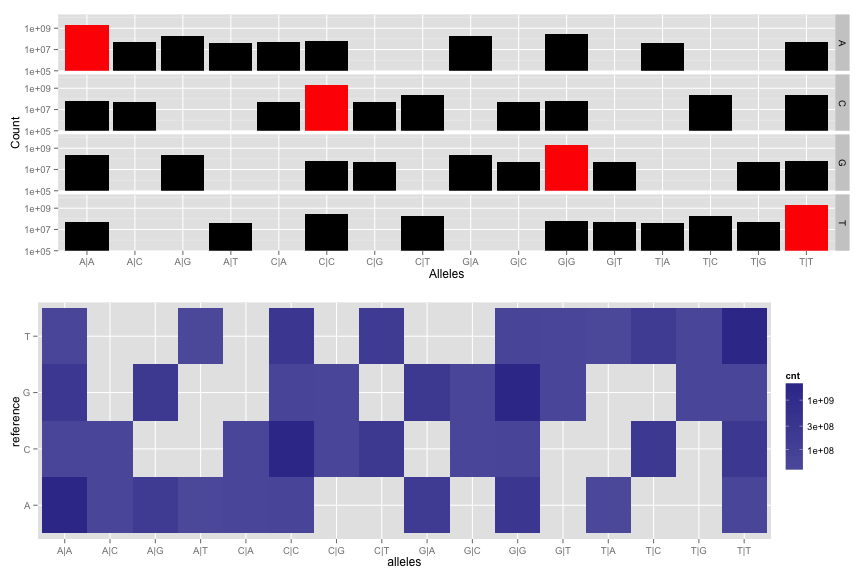 Count
1e+09
1e+07
1e+05
A
1e+09
1e+07
1e+05
C
1e+09
1e+07
1e+05
G
1e+09
1e+07
1e+05
T
A|A A|C A|G A|T C|A C|C C|G C|T G|A G|C G|G G|T T|A T|C T|G T|T
Alleles
reference
T
G
C
A
A|A A|C A|G A|T C|A C|C C|G C|T G|A G|C G|G G|T T|A T|C T|G T|T
alleles
cnt
1e+09
3e+08
1e+08